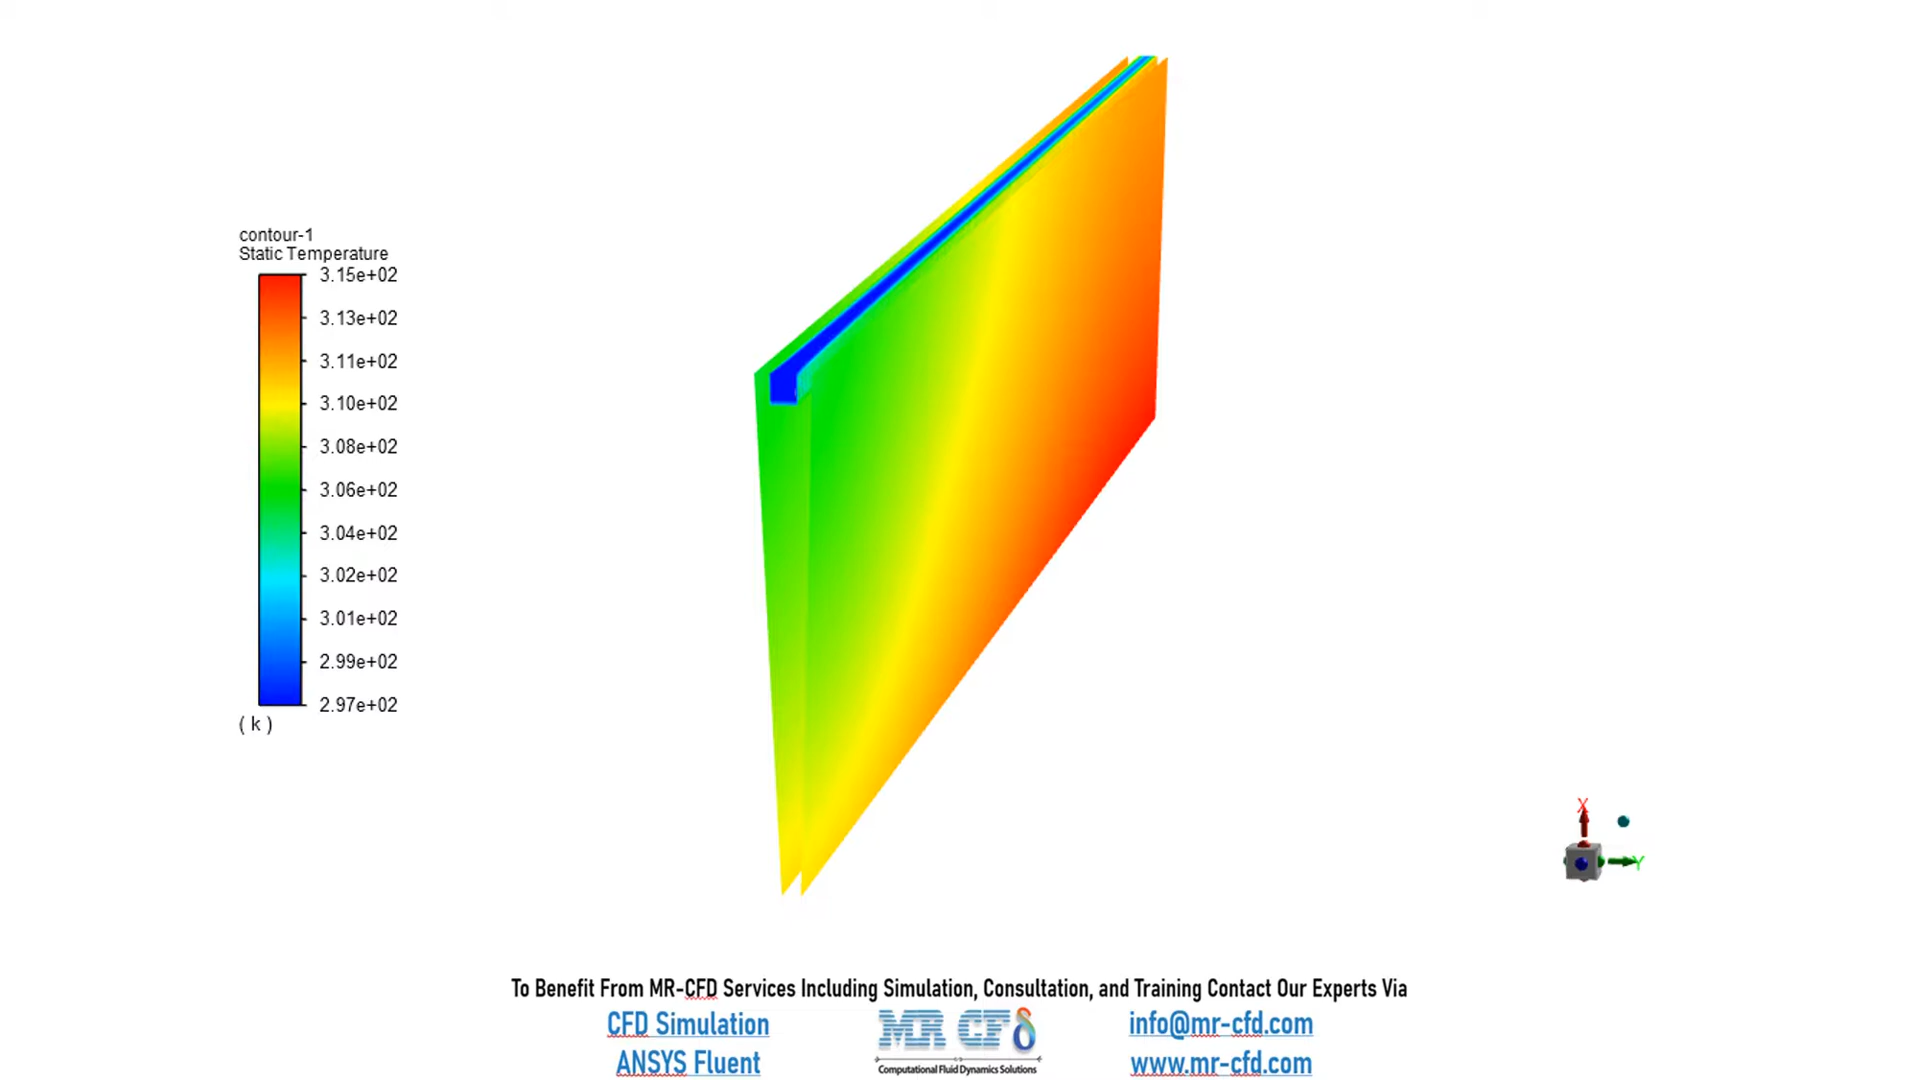 contour-1
Static Temperature
3.15e+02
3.13e+02
3.11e+02
3.10e+02
3.08e+02
3.06e+02
3.04e+02
3.02e+02
3.01e+02
2.99e+02
2.97e+02
( k )
X
Y
To Benefit From MR-CFD Services Including Simulation, Consultation, and Training Contact Our Experts Via
CFD Simulation
ANSYS Fluent
MR CFδ
Computational Fluid Dynamics Solutions
info@mr-cfd.com
www.mr-cfd.com